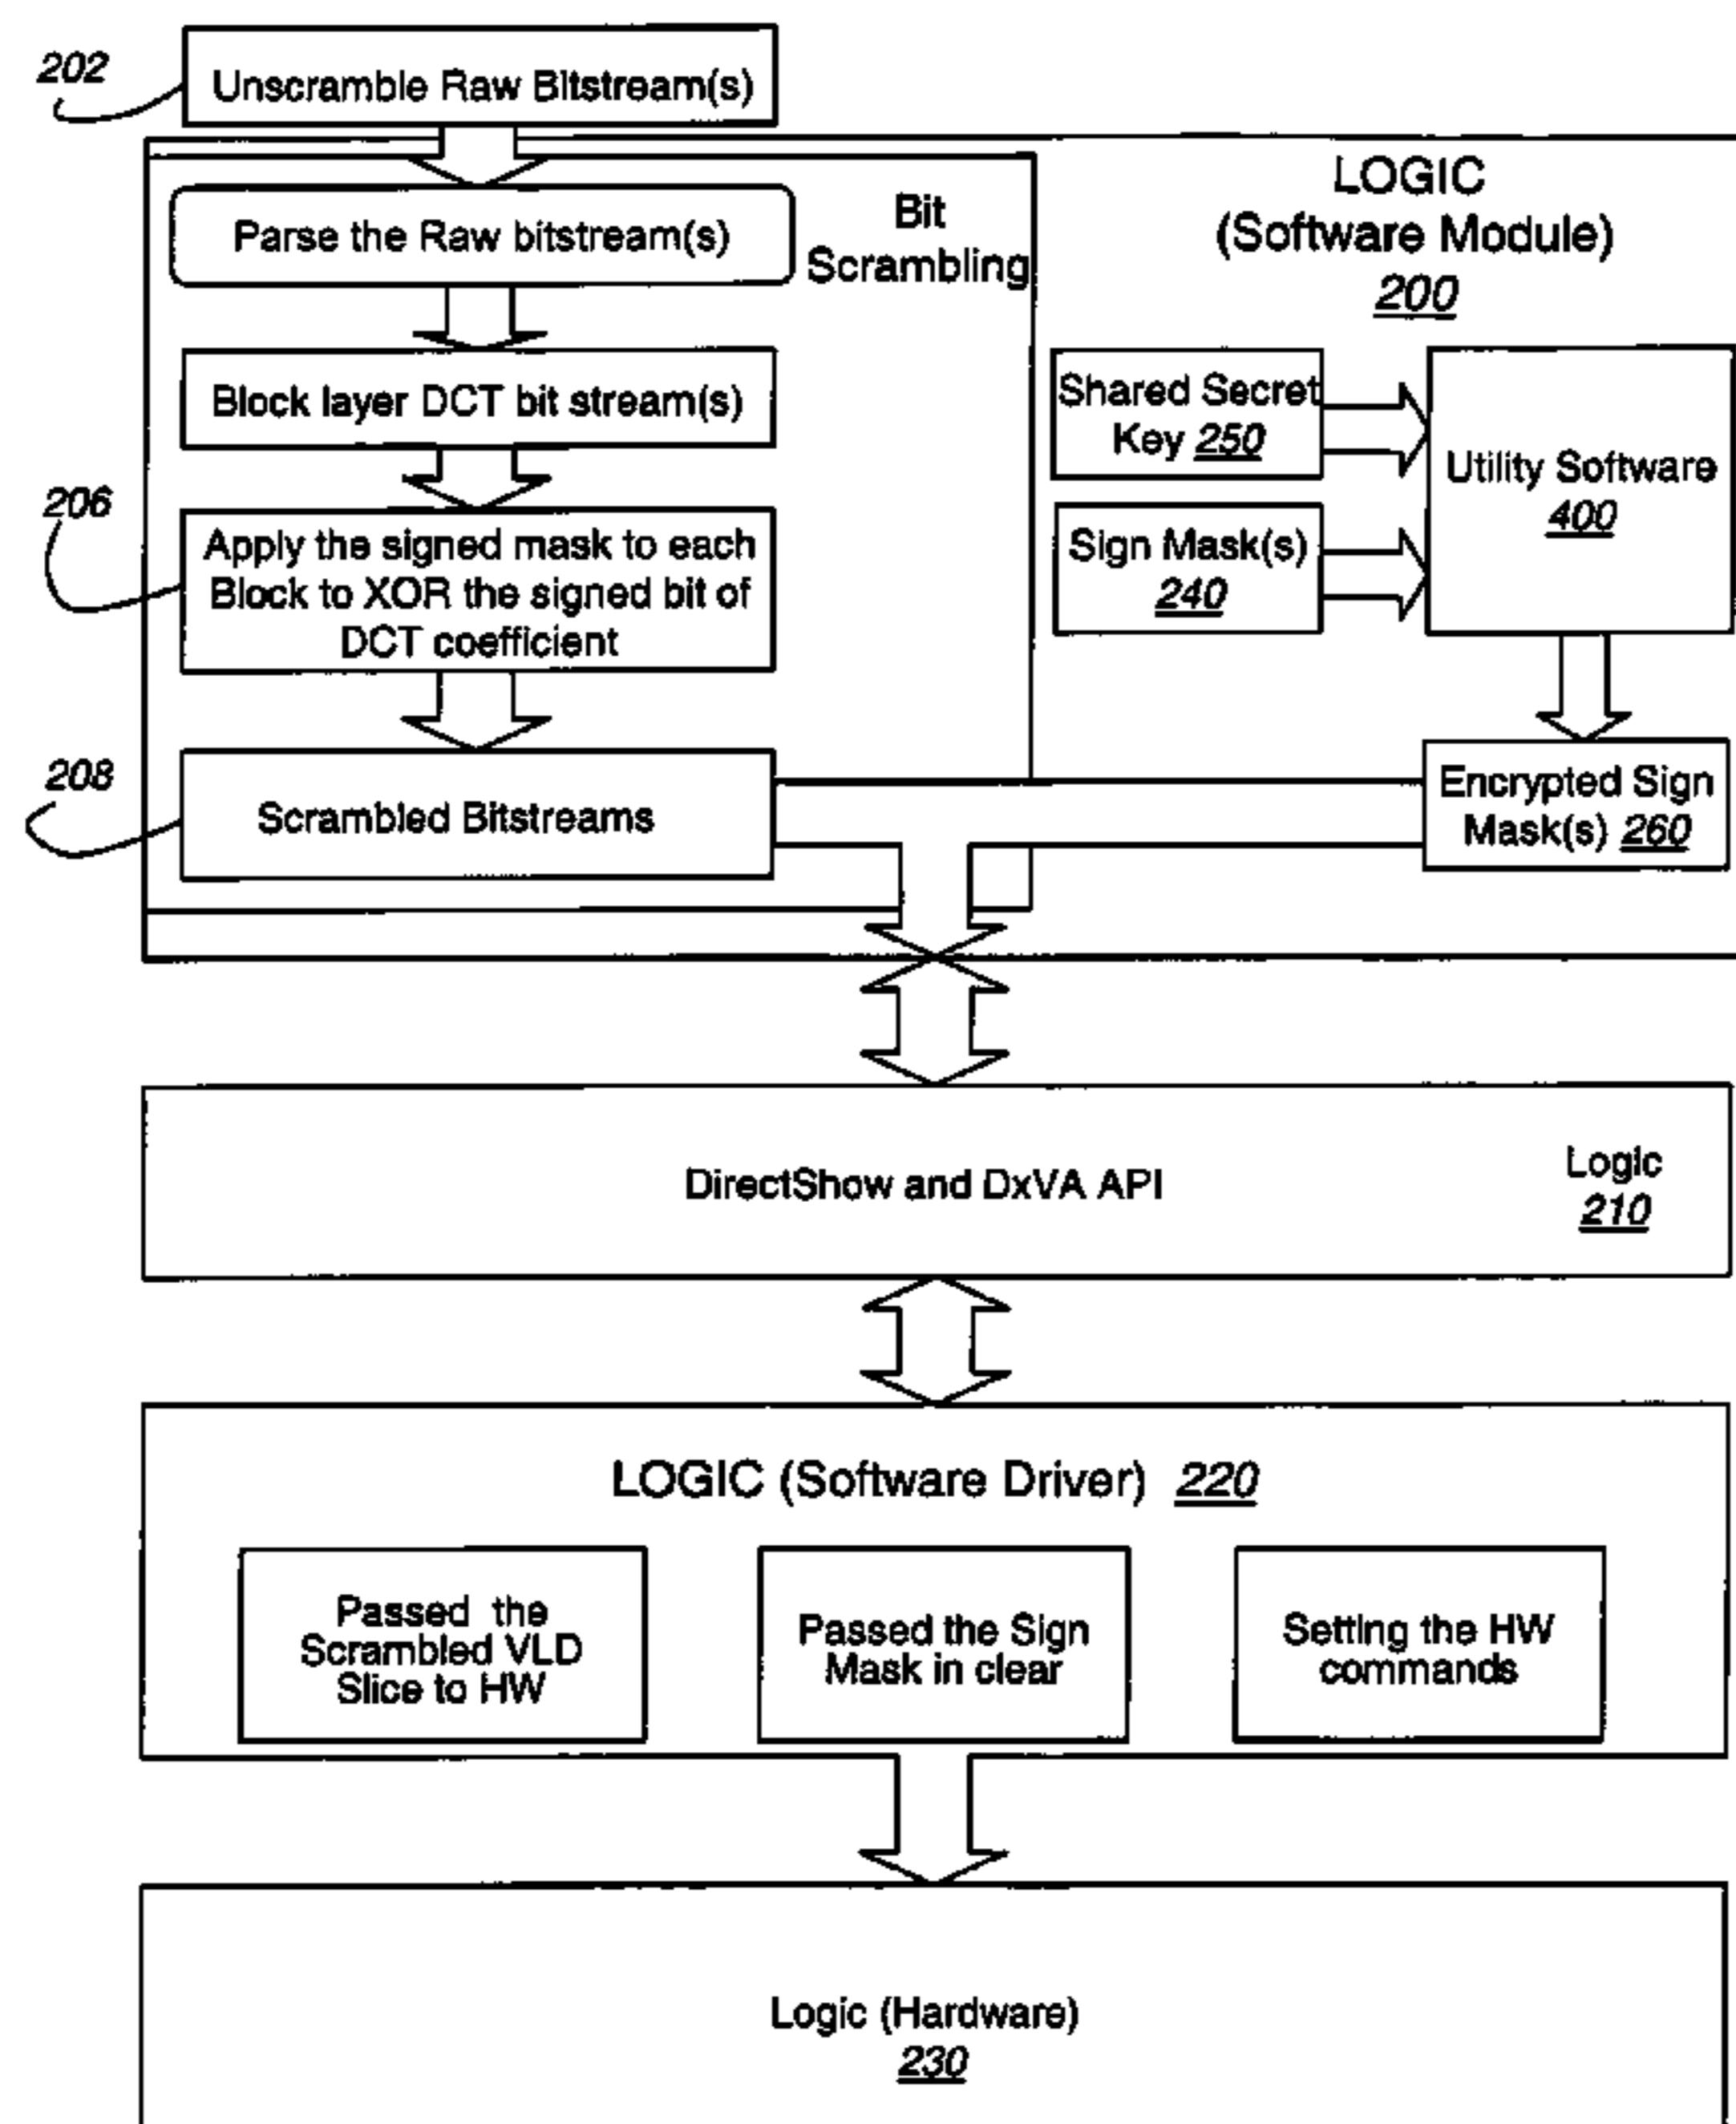 202
Unscramble Raw Bitstream(s)
Parse the Raw bitstream(s)
Bit
Scrambling
LOGIC
(Software Module)
200
Block layer DCT bit stream(s)
Shared Secret
Key 250
Utility Software
400
206
Apply the signed mask to each
Block to XOR the signed bit of
DCT coefficient
Sign Mask(s)
240
208
Scrambled Bitstreams
Encrypted Sign
Mask(s) 260
DirectShow and DxVA API
Logic
210
LOGIC (Software Driver) 220
Passed the
Scrambled VLD
Slice to HW
Passed the Sign
Mask in clear
Setting the HW
commands
Logic (Hardware)
230